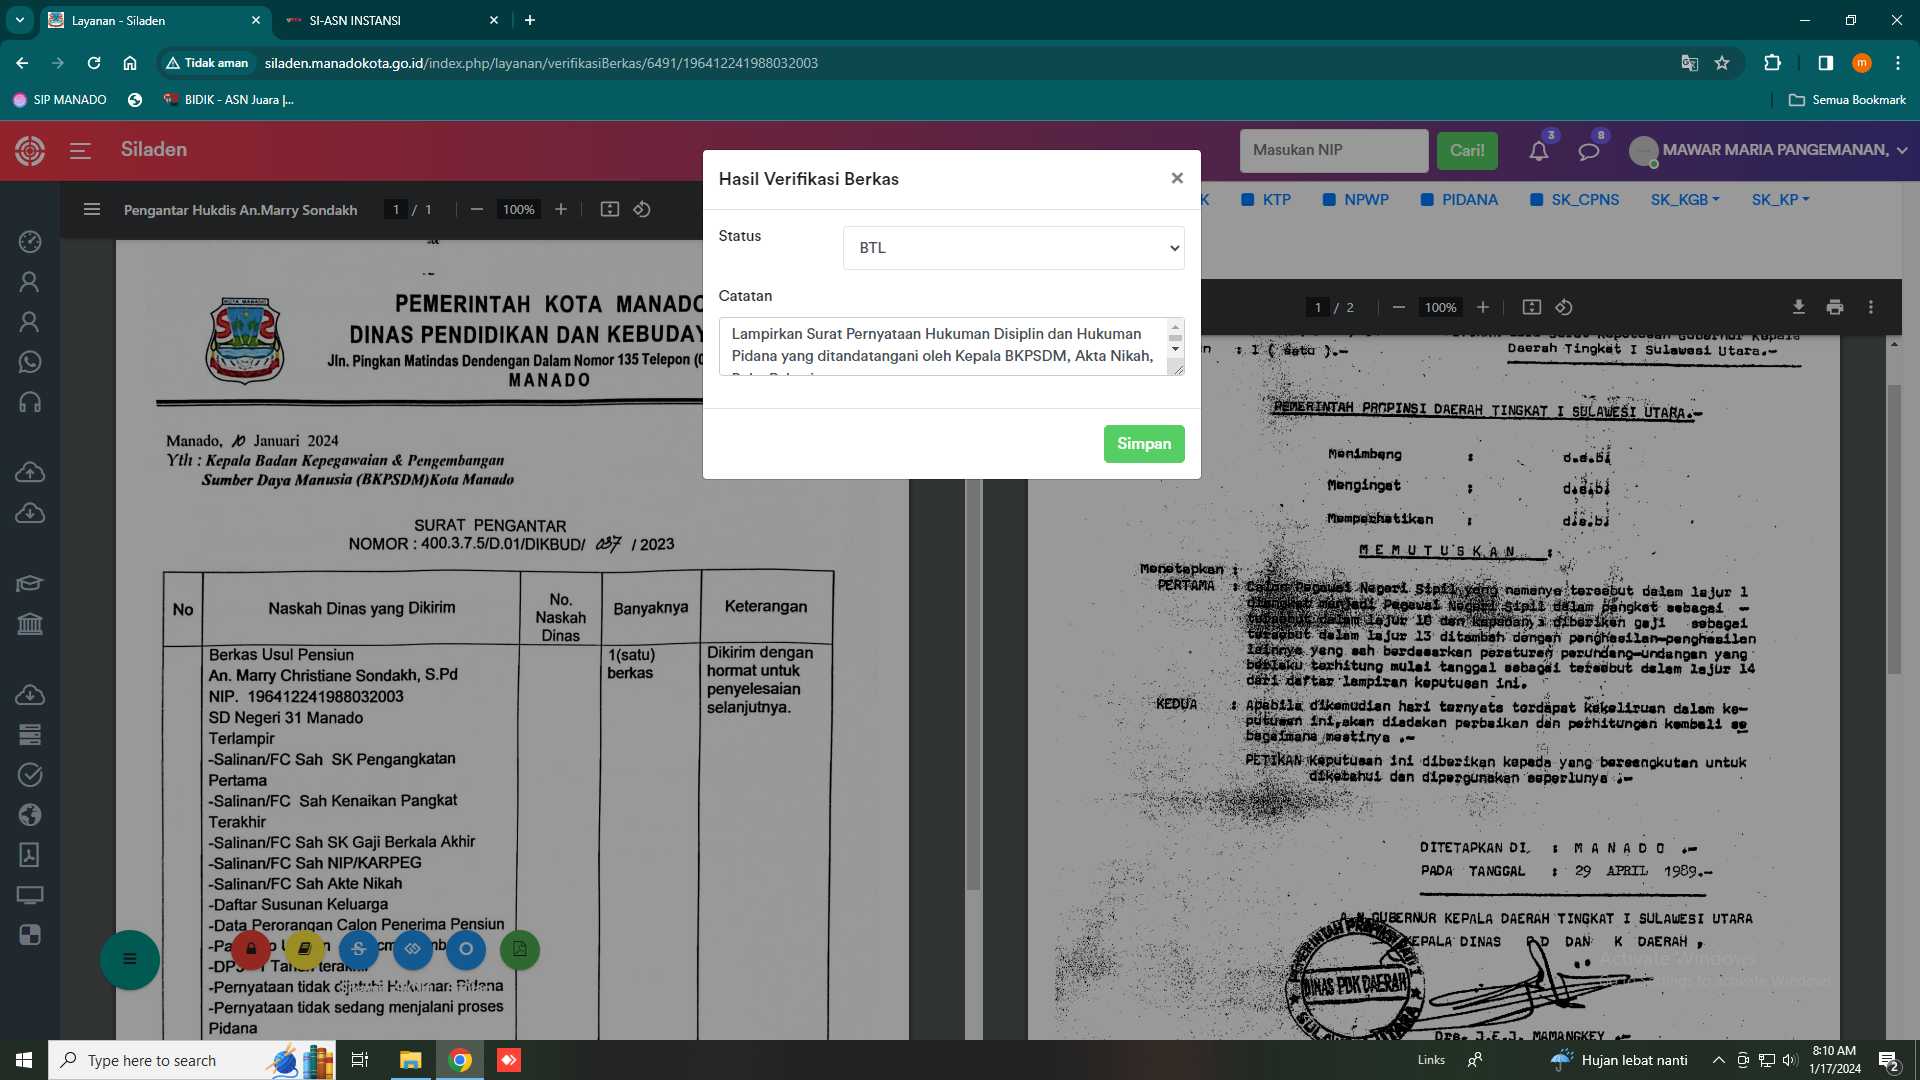 Layanan - Siladen
SI-ASN INSTANSI
Tidak aman
siladen.manadokota.go.id/index.php/layanan/verifikasiBerkas/6491/196412241988032003
SIP MANADO
BIDIK - ASN Juara |...
Semua Bookmark
Siladen
Masukan NIP
Cari!
3
8
MAWAR MARIA PANGEMANAN,
Pengantar Hukdis An.Marry Sondakh
1 / 1
100%
K
KTP
NPWP
PIDANA
SK_CPNS
SK_KGB
SK_KP
Hasil Verifikasi Berkas
Status
BTL
Catatan
Lampirkan Surat Pernyataan Hukuman Disiplin dan Hukuman
Pidana yang ditandatangani oleh Kepala BKPSDM, Akta Nikah,
Simpan
PEMERINTAH KOTA MANADO
DINAS PENDIDIKAN DAN KEBUDAY
Jln. Pingkan Matindas Dendengan Dalam Nomor 135 Telepon (0
MANADO
Manado, 10 Januari 2024
Yth : Kepala Badan Kepegawaian & Pengembangan
Sumber Daya Manusia (BKPSDM)Kota Manado
SURAT PENGANTAR
NOMOR : 400.3.7.5/D.01/DIKBUD/ 037 / 2023
No
Naskah Dinas yang Dikirim
No.
Naskah
Dinas
Banyaknya
Keterangan
Berkas Usul Pensiun
An. Marry Christiane Sondakh, S.Pd
NIP. 196412241988032003
SD Negeri 31 Manado
Terlampir
-Salinan/FC Sah SK Pengangkatan
Pertama
-Salinan/FC Sah Kenaikan Pangkat
Terakhir
-Salinan/FC Sah SK Gaji Berkala Akhir
-Salinan/FC Sah NIP/KARPEG
-Salinan/FC Sah Akte Nikah
-Daftar Susunan Keluarga
-Data Perorangan Calon Penerima Pensiun
-Pernyataan tidak dijatuhi Hukuman Pidana
-Pernyataan tidak sedang menjalani proses
Pidana
1(satu)
berkas
Dikirim dengan
hormat untuk
penyelesaian
selanjutnya.
1 / 2
100%
: 1 ( satu ).-
Daerah Tingkat I Sulawesi Utara.-
PEMERINTAH PROPINSI DAERAH TINGKAT I SULAWESI UTARA.-
Menimbang : d.s.b!
Mengingat : d.s.b!
Memperhatikan : d.s.b!
M E M U T U S K A N :
Menetapkan :
PERTAMA : Calon Pegawai Negeri Sipil yang namanya tersebut dalam lajur 1
diangkat menjadi Pegawai Negeri Sipil dalam pangkat sebagai -
tersebut dalam lajur 10 dan kepadanya diberikan gaji sebagai
tersebut dalam lajur 13 ditambah dengan penghasilan-penghasilan
lainnya yang sah berdasarkan peraturan perundang-undangan yang
berlaku terhitung mulai tanggal sebagai tersebut dalam lajur 14
dari daftar lampiran keputusan ini.
KEDUA : Apabila dikemudian hari ternyata terdapat kekeliruan dalam ke-
putusan ini,akan diadakan perbaikan dan perhitungan kembali se
bagaimana mestinya .-
PETIKAN Keputusan ini diberikan kepada yang bersangkutan untuk
diketahui dan dipergunakan seperlunya .-
DITETAPKAN DI : M A N A D O .-
PADA TANGGAL : 29 APRIL 1989.-
A.N.GUBERNUR KEPALA DAERAH TINGKAT I SULAWESI UTARA
KEPALA DINAS P.D DAN K DAERAH ,
DINAS PDK DAERAH
Drs. J.E.J. MAMANGKEY .-
Activate Windows
Go to Settings to activate Windows.
Type here to search
Links
Hujan lebat nanti
8:10 AM
1/17/2024
2